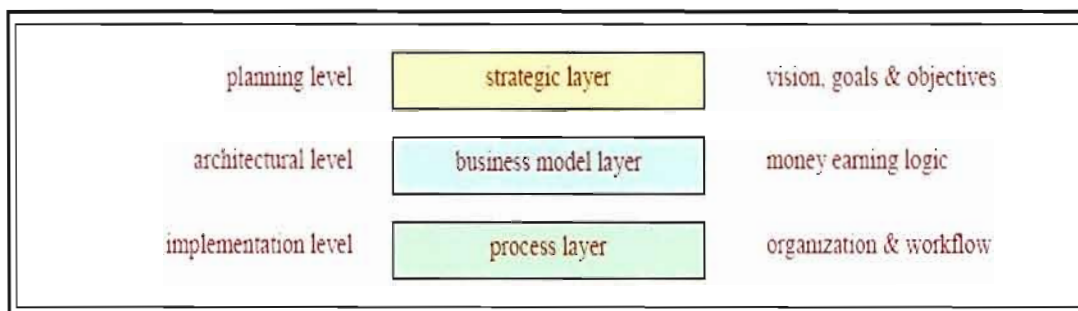 planning level strategic layer vision, goals & objectives
architectural level business model layer money earning logic
implementation level process layer organization & workflow